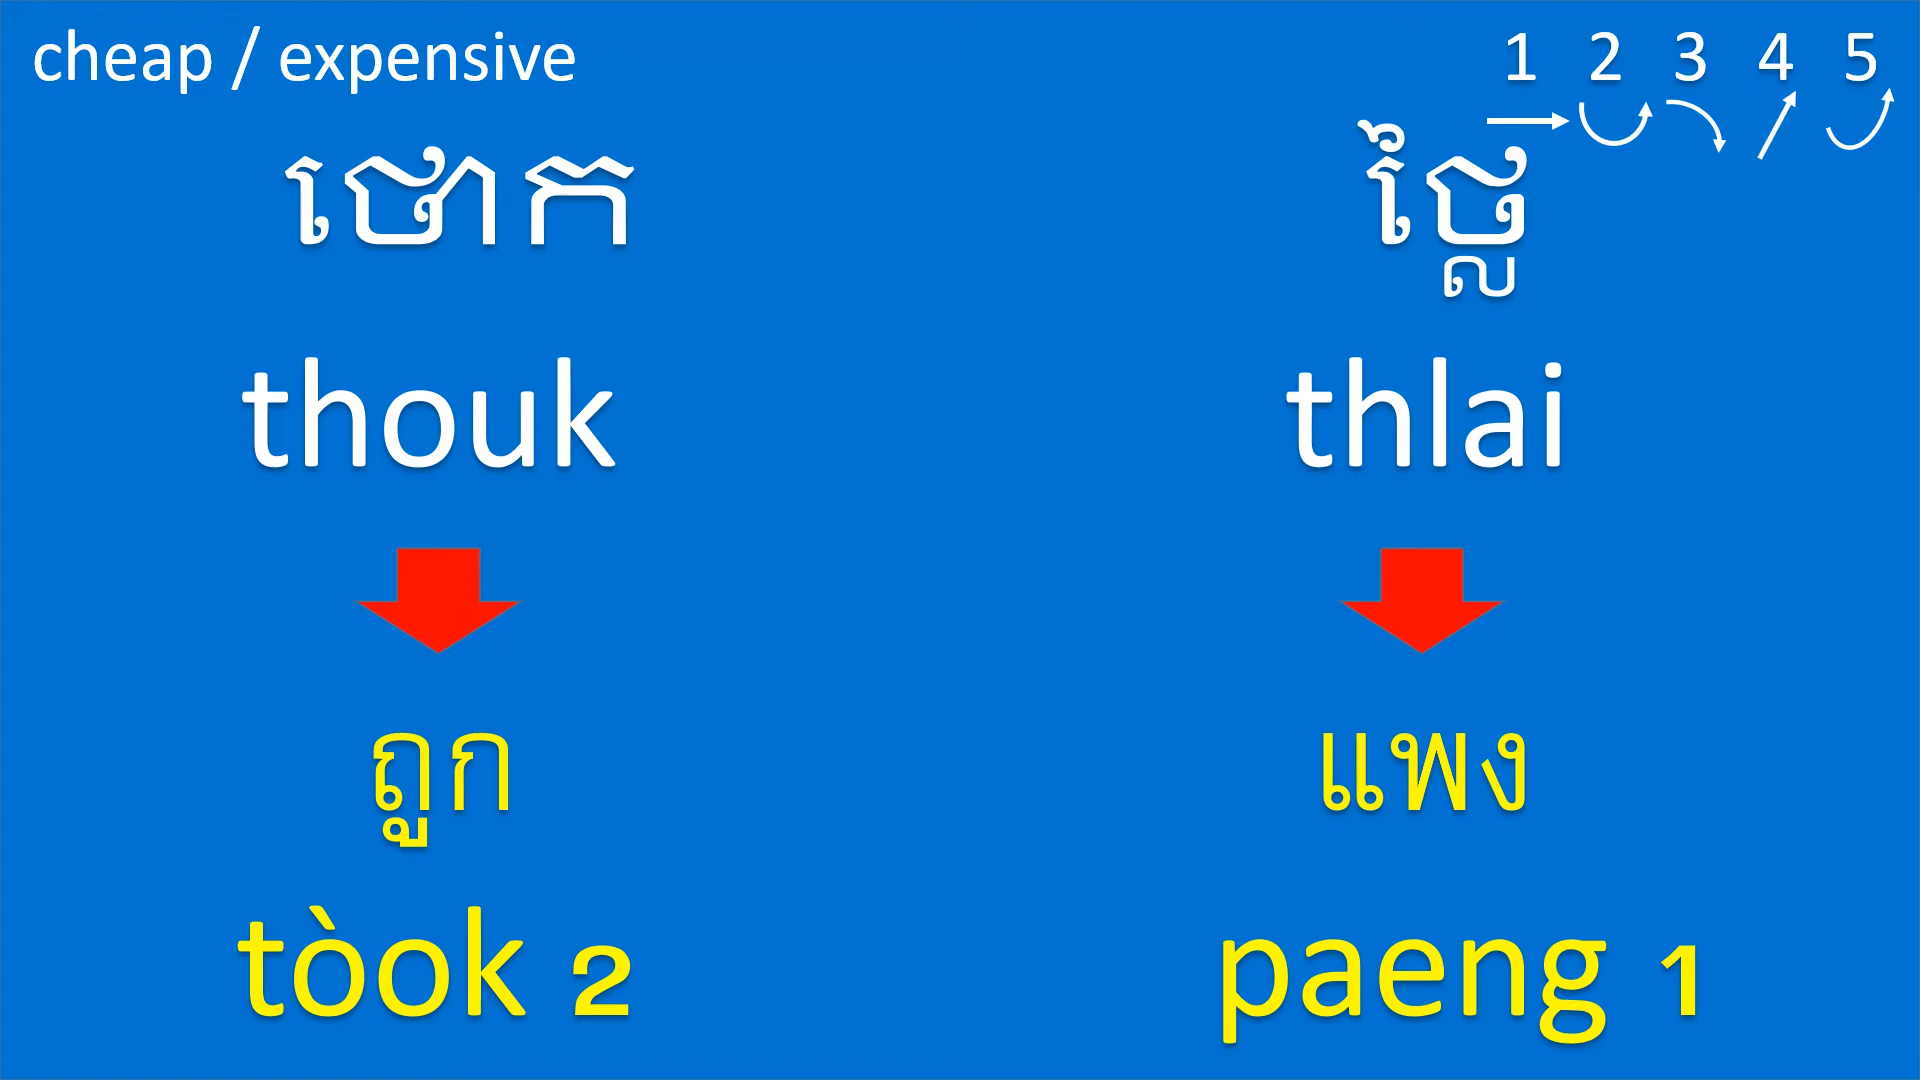 cheap / expensive
1 2 3 4 5
ថោក
ថ្លៃ
thouk
thlai
ถูก
แพง
tòok 2
paeng 1